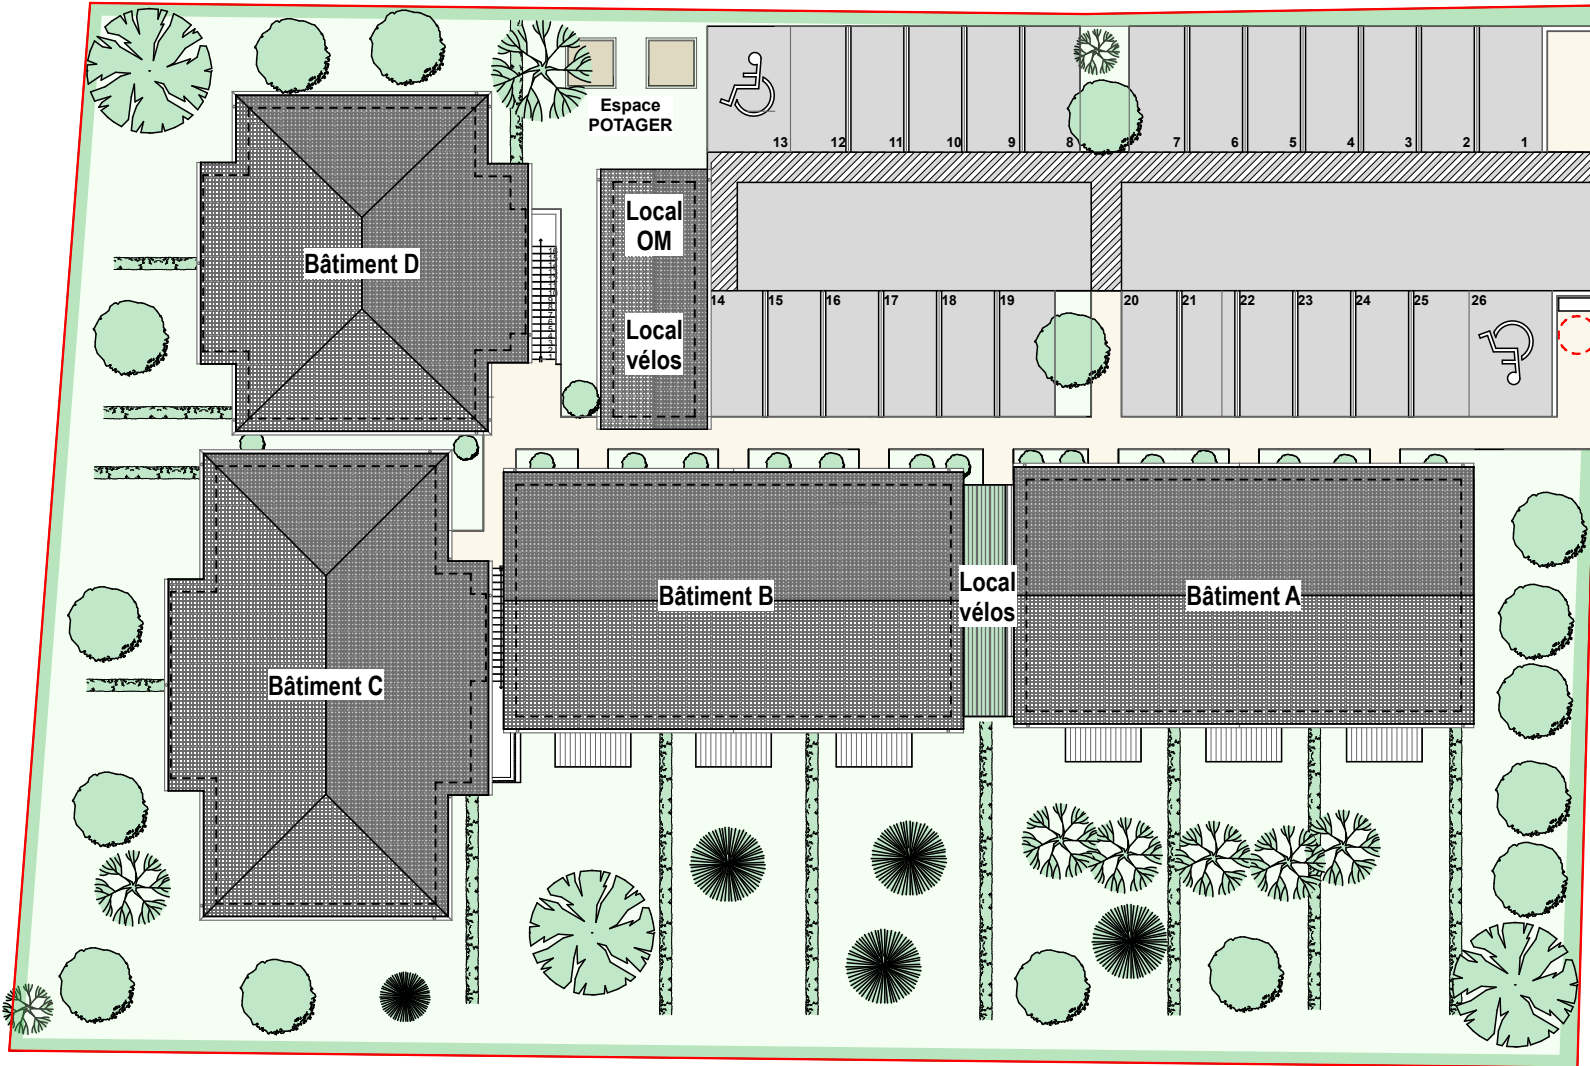 Espace
POTAGER
13 12 11 10 9 8 7 6 5 4 3 2 1
Local
OM
Bâtiment D
Local
vélos
14 15 16 17 18 19 20 21 22 23 24 25 26
Bâtiment B
Local
vélos
Bâtiment A
Bâtiment C